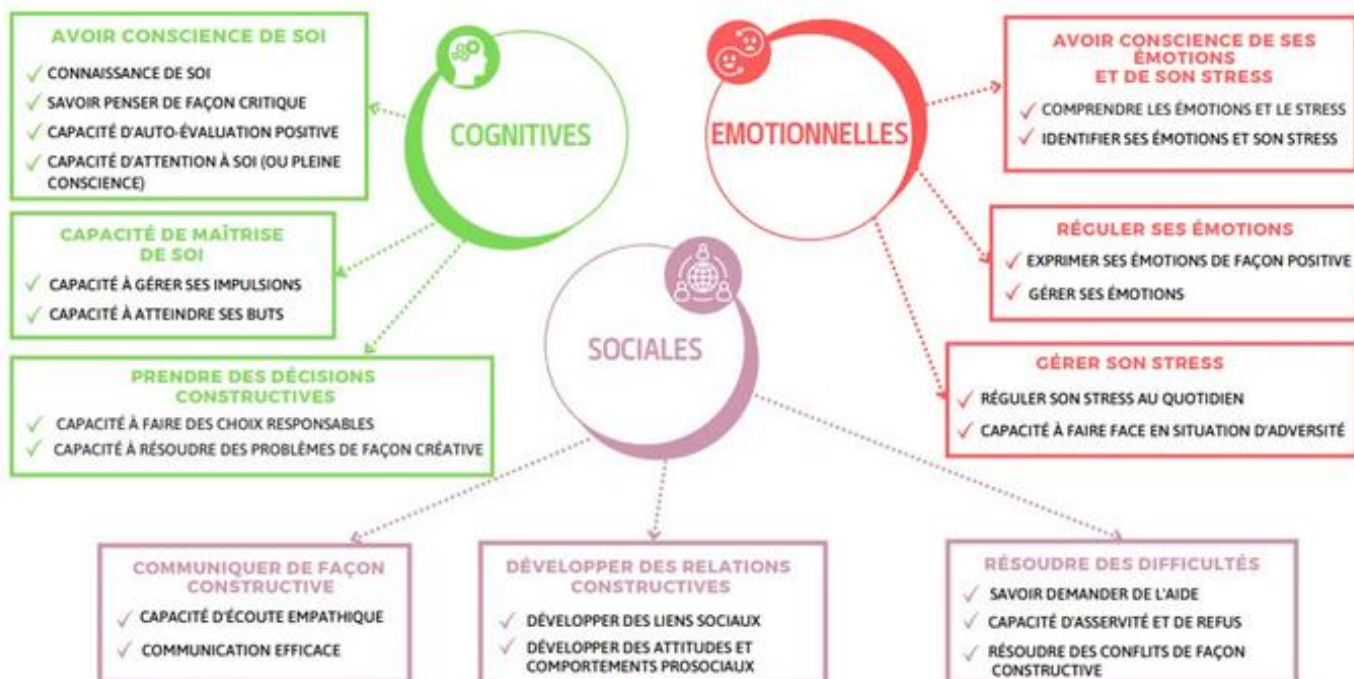 COGNITIVES
AVOIR CONSCIENCE DE SOI
CONNAISSANCE DE SOI
SAVOIR PENSER DE FAÇON CRITIQUE
CAPACITÉ D'AUTO-ÉVALUATION POSITIVE
CAPACITÉ D'ATTENTION À SOI (OU PLEINE
CONSCIENCE)
CAPACITÉ DE MAÎTRISE
DE SOI
CAPACITÉ À GÉRER SES IMPULSIONS
CAPACITÉ À ATTEINDRE SES BUTS
PRENDRE DES DÉCISIONS
CONSTRUCTIVES
CAPACITÉ À FAIRE DES CHOIX RESPONSABLES
CAPACITÉ À RÉSOUDRE DES PROBLÈMES DE FAÇON CRÉATIVE
EMOTIONNELLES
AVOIR CONSCIENCE DE SES
ÉMOTIONS
ET DE SON STRESS
COMPRENDRE LES ÉMOTIONS ET LE STRESS
IDENTIFIER SES ÉMOTIONS ET SON STRESS
RÉGULER SES ÉMOTIONS
EXPRIMER SES ÉMOTIONS DE FAÇON POSITIVE
GÉRER SES ÉMOTIONS
GÉRER SON STRESS
RÉGULER SON STRESS AU QUOTIDIEN
CAPACITÉ À FAIRE FACE EN SITUATION D'ADVERSITÉ
SOCIALES
COMMUNIQUER DE FAÇON
CONSTRUCTIVE
CAPACITÉ D'ÉCOUTE EMPATHIQUE
COMMUNICATION EFFICACE
DÉVELOPPER DES RELATIONS
CONSTRUCTIVES
DÉVELOPPER DES LIENS SOCIAUX
DÉVELOPPER DES ATTITUDES ET
COMPORTEMENTS PROSOCIAUX
RÉSOUDRE DES DIFFICULTÉS
SAVOIR DEMANDER DE L'AIDE
CAPACITÉ D'ASSERVITÉ ET DE REFUS
RÉSOUDRE DES CONFLITS DE FAÇON
CONSTRUCTIVE